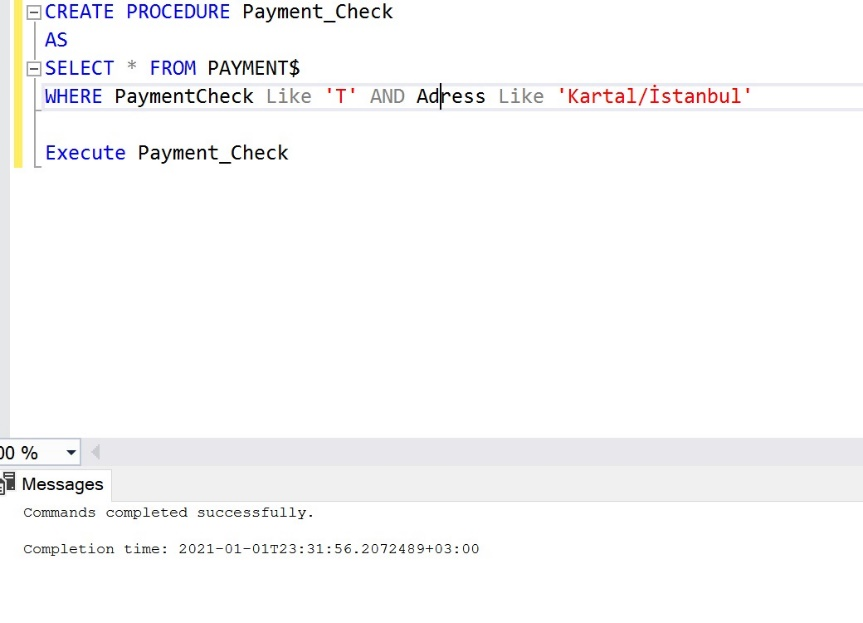 CREATE PROCEDURE Payment_Check
AS
SELECT * FROM PAYMENT$
WHERE PaymentCheck Like 'T' AND Adress Like 'Kartal/İstanbul'
Execute Payment_Check
00 %
Messages
Commands completed successfully.
Completion time: 2021-01-01T23:31:56.2072489+03:00